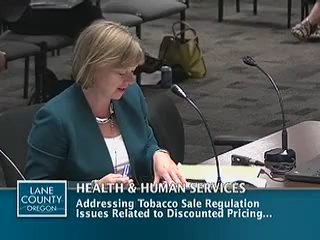 LANE
COUNTY
OREGON
HEALTH & HUMAN SERVICES
Addressing Tobacco Sale Regulation
Issues Related to Discounted Pricing...